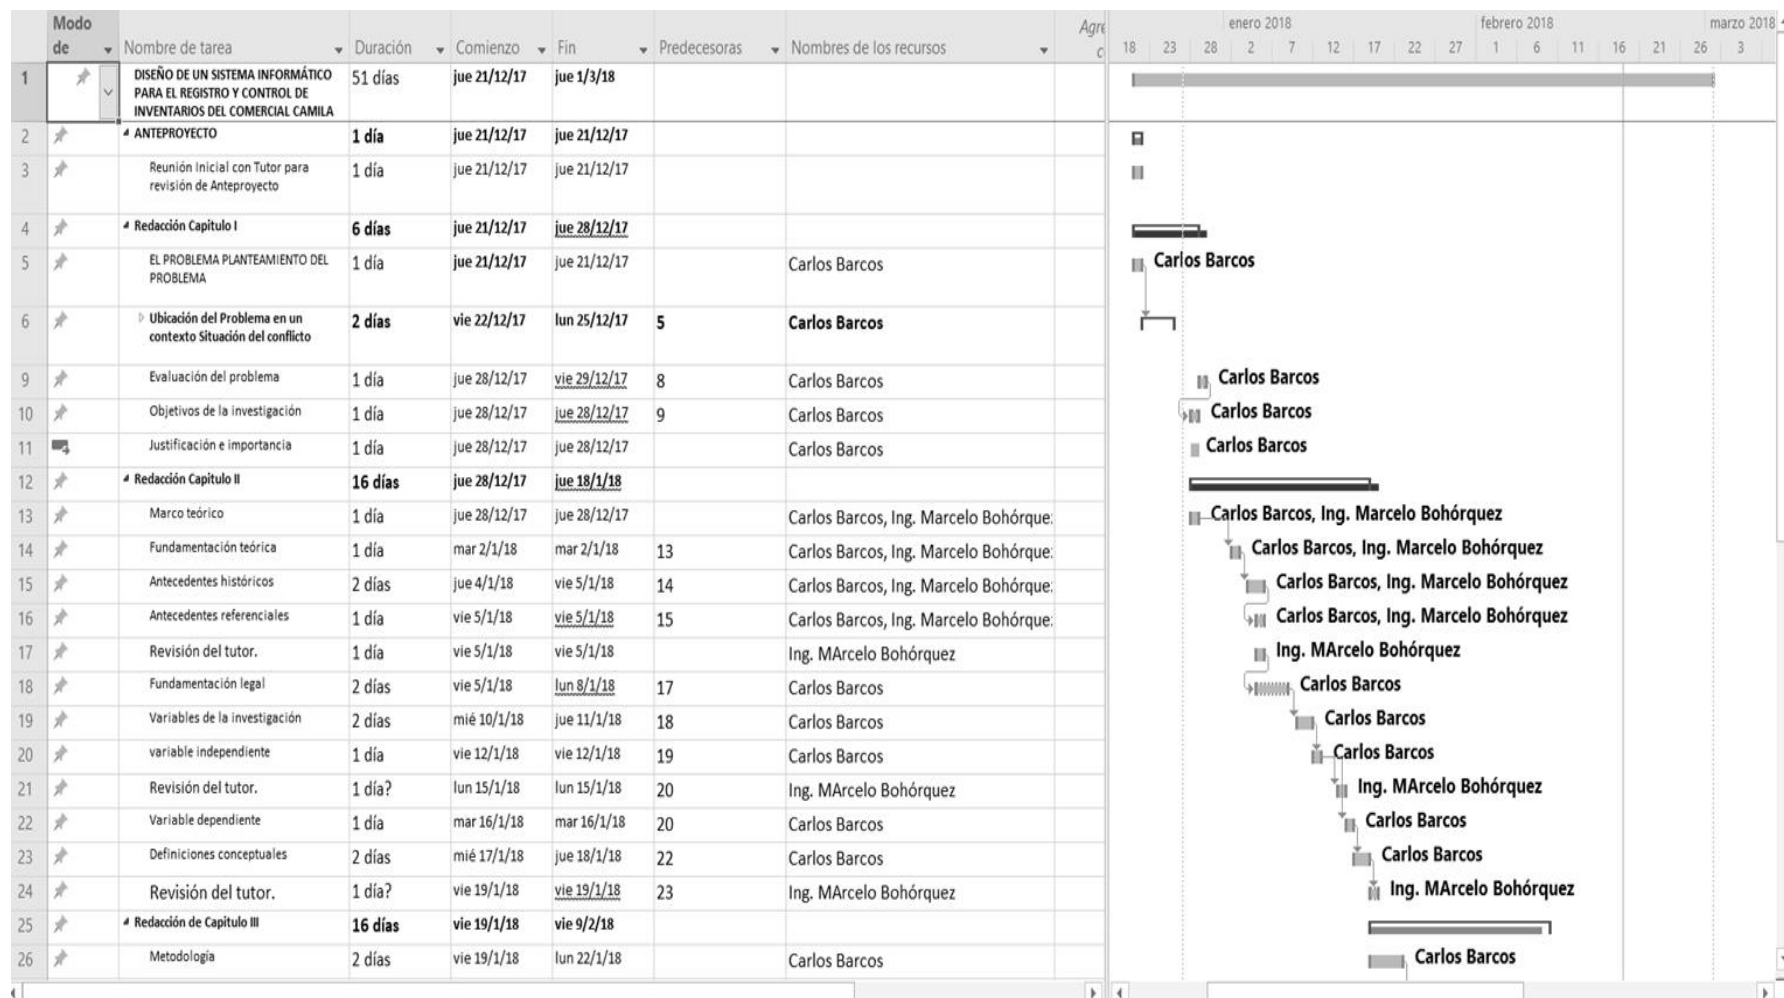 Modo de Nombre de tarea Duración Comienzo Fin Predecesoras Nombres de los recursos
enero 2018 febrero 2018 marzo 2018
18 23 28 2 7 12 17 22 27 1 6 11 16 21 26 3
1 DISEÑO DE UN SISTEMA INFORMÁTICO 51 días jue 21/12/17 jue 1/3/18
PARA EL REGISTRO Y CONTROL DE
INVENTARIOS DEL COMERCIAL CAMILA
2 ANTEPROYECTO 1 día jue 21/12/17 jue 21/12/17
3 Reunión Inicial con Tutor para 1 día jue 21/12/17 jue 21/12/17
revisión de Anteproyecto
4 Redacción Capitulo I 6 días jue 21/12/17 jue 28/12/17
5 EL PROBLEMA PLANTEAMIENTO DEL 1 día jue 21/12/17 jue 21/12/17 Carlos Barcos Carlos Barcos
PROBLEMA
6 Ubicación del Problema en un 2 días vie 22/12/17 lun 25/12/17 5 Carlos Barcos
contexto Situación del conflicto
9 Evaluación del problema 1 día jue 28/12/17 vie 29/12/17 8 Carlos Barcos Carlos Barcos
10 Objetivos de la investigación 1 día jue 28/12/17 jue 28/12/17 9 Carlos Barcos Carlos Barcos
11 Justificación e importancia 1 día jue 28/12/17 jue 28/12/17 Carlos Barcos Carlos Barcos
12 Redacción Capitulo II 16 días jue 28/12/17 jue 18/1/18
13 Marco teórico 1 día jue 28/12/17 jue 28/12/17 Carlos Barcos, Ing. Marcelo Bohórque Carlos Barcos, Ing. Marcelo Bohórquez
14 Fundamentación teórica 1 día mar 2/1/18 mar 2/1/18 13 Carlos Barcos, Ing. Marcelo Bohórque Carlos Barcos, Ing. Marcelo Bohórquez
15 Antecedentes históricos 2 días jue 4/1/18 vie 5/1/18 14 Carlos Barcos, Ing. Marcelo Bohórque Carlos Barcos, Ing. Marcelo Bohórquez
16 Antecedentes referenciales 1 día vie 5/1/18 vie 5/1/18 15 Carlos Barcos, Ing. Marcelo Bohórque Carlos Barcos, Ing. Marcelo Bohórquez
17 Revisión del tutor. 1 día vie 5/1/18 vie 5/1/18 Ing. MArcelo Bohórquez Ing. MArcelo Bohórquez
18 Fundamentación legal 2 días vie 5/1/18 lun 8/1/18 17 Carlos Barcos Carlos Barcos
19 Variables de la investigación 2 días mié 10/1/18 jue 11/1/18 18 Carlos Barcos Carlos Barcos
20 variable independiente 1 día vie 12/1/18 vie 12/1/18 19 Carlos Barcos Carlos Barcos
21 Revisión del tutor. 1 día? lun 15/1/18 lun 15/1/18 20 Ing. MArcelo Bohórquez Ing. MArcelo Bohórquez
22 Variable dependiente 1 día mar 16/1/18 mar 16/1/18 20 Carlos Barcos Carlos Barcos
23 Definiciones conceptuales 2 días mié 17/1/18 jue 18/1/18 22 Carlos Barcos Carlos Barcos
24 Revisión del tutor. 1 día? vie 19/1/18 vie 19/1/18 23 Ing. MArcelo Bohórquez Ing. MArcelo Bohórquez
25 Redacción de Capitulo III 16 días vie 19/1/18 vie 9/2/18
26 Metodología 2 días vie 19/1/18 lun 22/1/18 Carlos Barcos Carlos Barcos